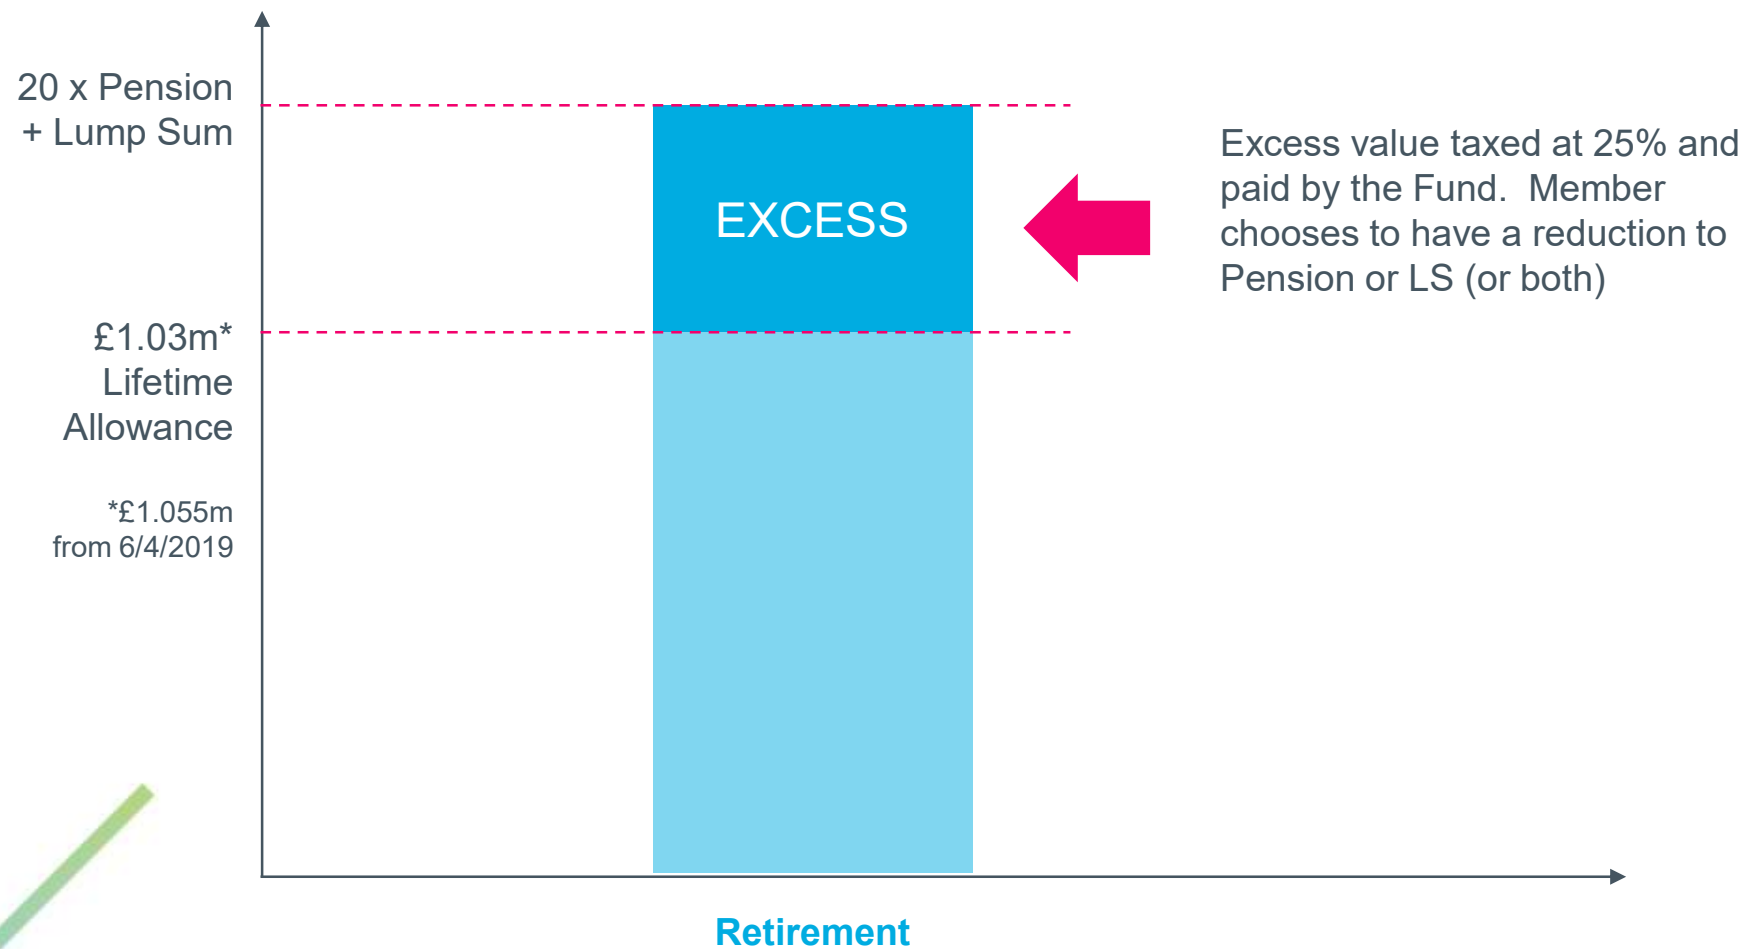 20 x Pension
+ Lump Sum
EXCESS
Excess value taxed at 25% and
paid by the Fund.  Member
chooses to have a reduction to
Pension or LS (or both)
£1.03m*
Lifetime
Allowance
*£1.055m
from 6/4/2019
Retirement